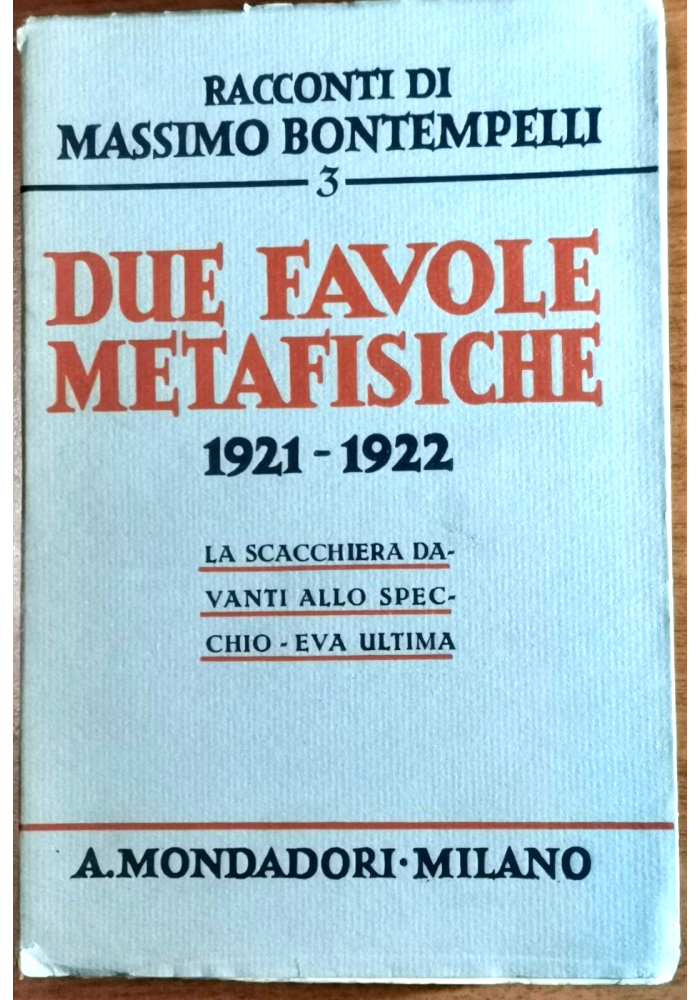 RACCONTI DI
MASSIMO BONTEMPELLI
3
DUE FAVOLE
METAFISICHE
1921-1922
LA SCACCHIERA DA-
VANTI ALLO SPEC-
CHIO - EVA ULTIMA
A. MONDADORI · MILANO